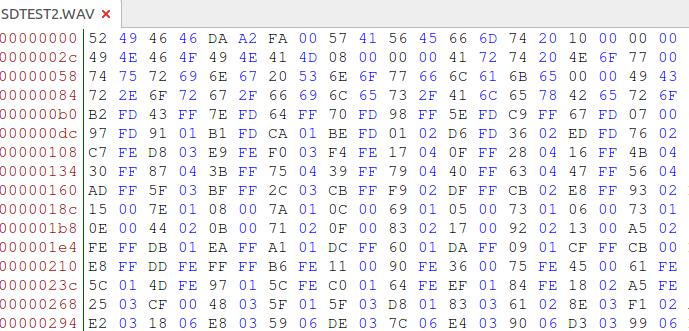 SDTEST2.WAV ×
00000000 52 49 46 46 DA A2 FA 00 57 41 56 45 66 6D 74 20 10 00 00 00
0000002c 49 4E 46 4F 49 4E 41 4D 08 00 00 00 41 72 74 20 4E 6F 77 00
00000058 74 75 72 69 6E 67 20 53 6E 6F 77 66 6C 61 6B 65 00 00 49 43
00000084 72 2E 6F 72 67 2F 66 69 6C 65 73 2F 41 6C 65 78 42 65 72 6F
000000b0 B2 FD 43 FF 7E FD 64 FF 70 FD 98 FF 5E FD C9 FF 67 FD 07 00
000000dc 97 FD 91 01 B1 FD CA 01 BE FD 01 02 D6 FD 36 02 ED FD 76 02
00000108 C7 FE D8 03 E9 FE F0 03 F4 FE 17 04 0F FF 28 04 16 FF 4B 04
00000134 30 FF 87 04 3B FF 75 04 39 FF 79 04 40 FF 63 04 47 FF 56 04
00000160 AD FF 5F 03 BF FF 2C 03 CB FF F9 02 DF FF CB 02 E8 FF 93 02
0000018c 15 00 7E 01 08 00 7A 01 0C 00 69 01 05 00 73 01 06 00 73 01
000001b8 0E 00 44 02 0B 00 71 02 0F 00 83 02 17 00 92 02 13 00 A5 02
000001e4 FE FF DB 01 EA FF A1 01 DC FF 60 01 DA FF 09 01 CF FF CB 00
00000210 E8 FF DD FE FF FF B6 FE 11 00 90 FE 36 00 75 FE 45 00 61 FE
0000023c 5C 01 4D FE 97 01 5C FE C0 01 64 FE EF 01 84 FE 18 02 A5 FE
00000268 25 03 CF 00 48 03 5F 01 5F 03 D8 01 83 03 61 02 8E 03 F1 02
00000294 E2 03 18 06 E8 03 59 06 DE 03 7C 06 E4 03 90 06 D3 03 99 06